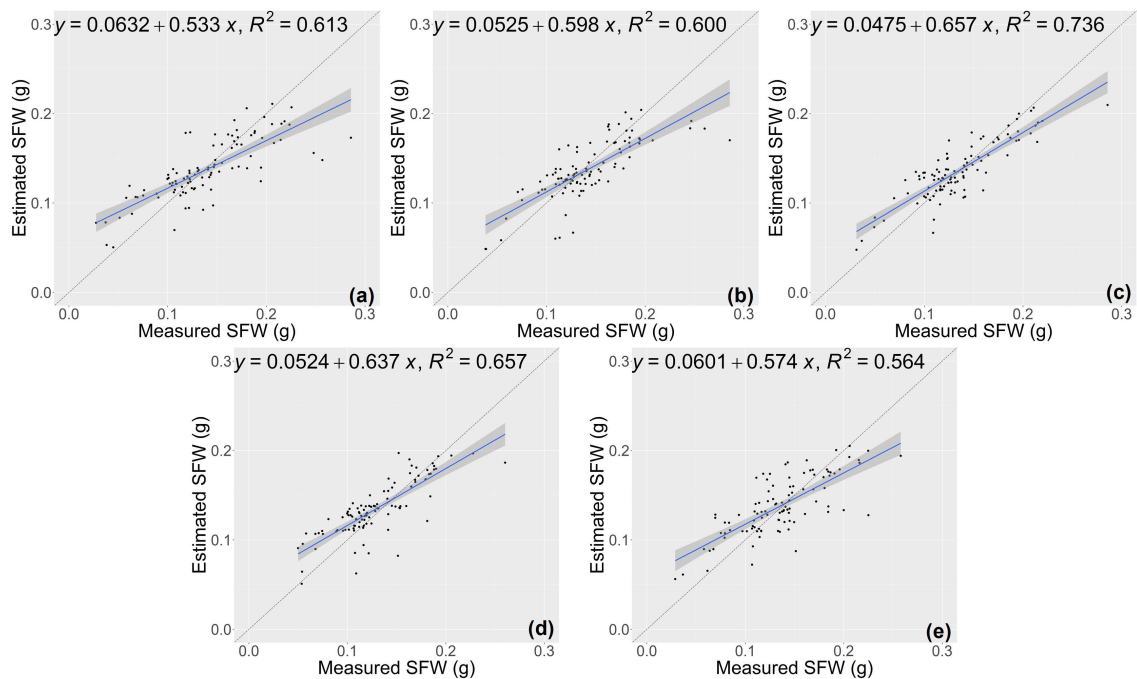 y = 0.0632 + 0.533 x, R² = 0.613
0.3
0.2
0.1
0.0
Estimated SFW (g)
(a)
0.0 0.1 0.2 0.3
Measured SFW (g)
y = 0.0525 + 0.598 x, R² = 0.600
0.3
0.2
0.1
0.0
Estimated SFW (g)
(b)
0.0 0.1 0.2 0.3
Measured SFW (g)
y = 0.0475 + 0.657 x, R² = 0.736
0.3
0.2
0.1
0.0
Estimated SFW (g)
(c)
0.0 0.1 0.2 0.3
Measured SFW (g)
y = 0.0524 + 0.637 x, R² = 0.657
0.3
0.2
0.1
0.0
Estimated SFW (g)
(d)
0.0 0.1 0.2 0.3
Measured SFW (g)
y = 0.0601 + 0.574 x, R² = 0.564
0.3
0.2
0.1
0.0
Estimated SFW (g)
(e)
0.0 0.1 0.2 0.3
Measured SFW (g)